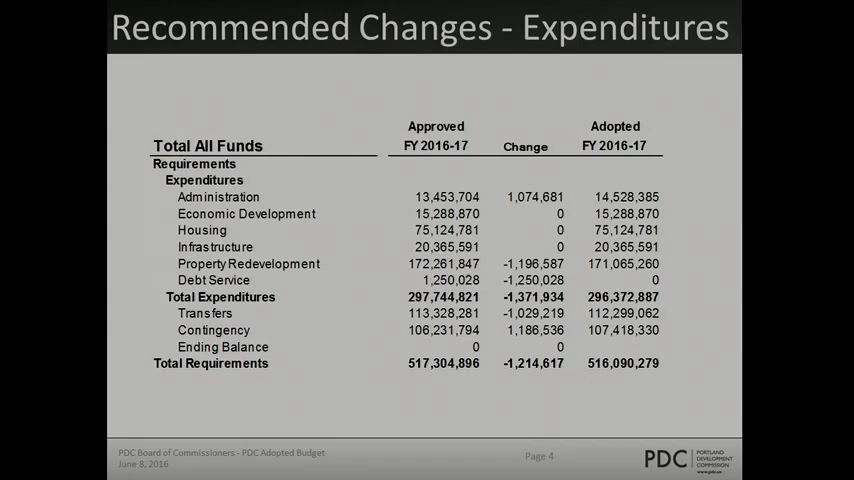 Recommended Changes - Expenditures
Approved Adopted
Total All Funds FY 2016-17 Change FY 2016-17
Requirements
Expenditures
Administration 13,453,704 1,074,681 14,528,385
Economic Development 15,288,870 0 15,288,870
Housing 75,124,781 0 75,124,781
Infrastructure 20,365,591 0 20,365,591
Property Redevelopment 172,261,847 -1,196,587 171,065,260
Debt Service 1,250,028 -1,250,028 0
Total Expenditures 297,744,821 -1,371,934 296,372,887
Transfers 113,328,281 -1,029,219 112,299,062
Contingency 106,231,794 1,186,536 107,418,330
Ending Balance 0 0
Total Requirements 517,304,896 -1,214,617 516,090,279
PDC Board of Commissioners - PDC Adopted Budget
June 8, 2016
Page 4
PDC
PORTLAND
DEVELOPMENT
COMMISSION
www.pdc.us